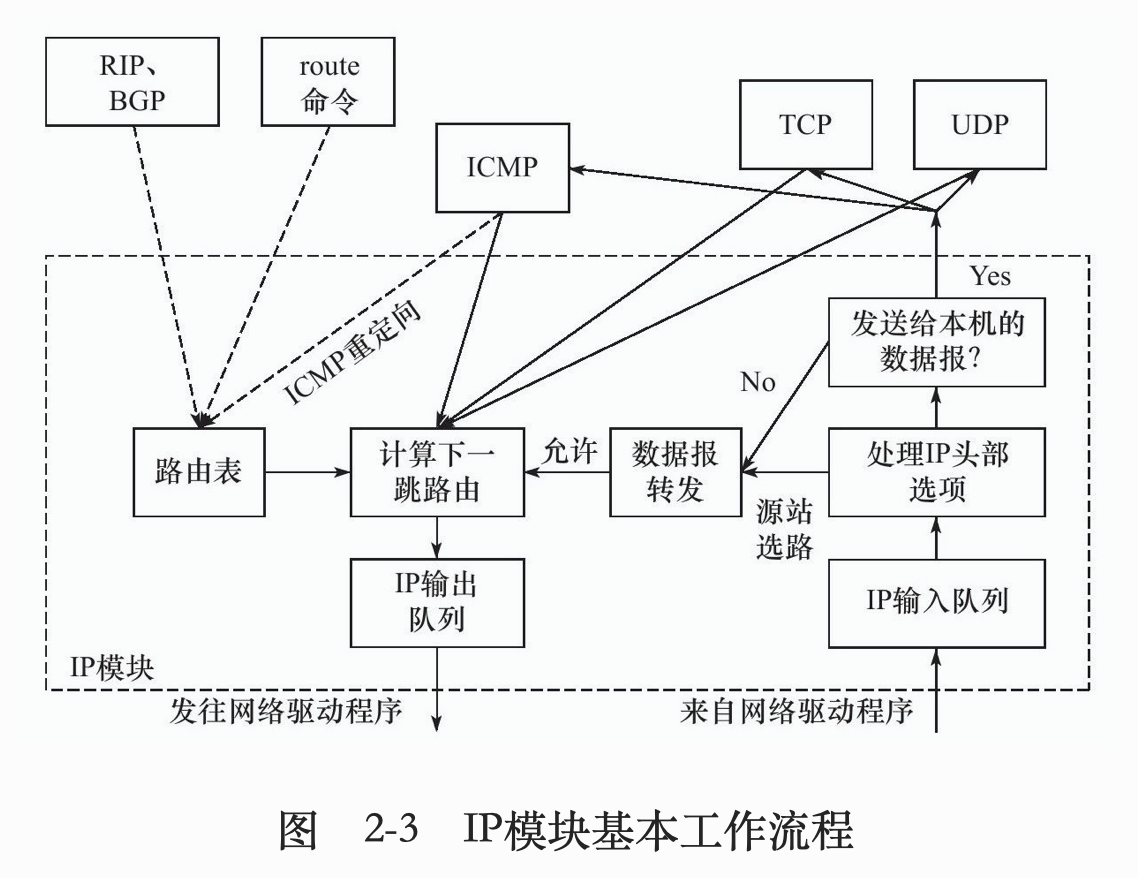 RIP、
BGP
route
命令
ICMP
TCP
UDP
Yes
发送给本机的
数据报？
No
ICMP重定向
路由表
计算下一
跳路由
允许
数据报
转发
源站
选路
处理IP头部
选项
IP输出
队列
IP输入队列
IP模块
发往网络驱动程序
来自网络驱动程序
图 2-3 IP模块基本工作流程